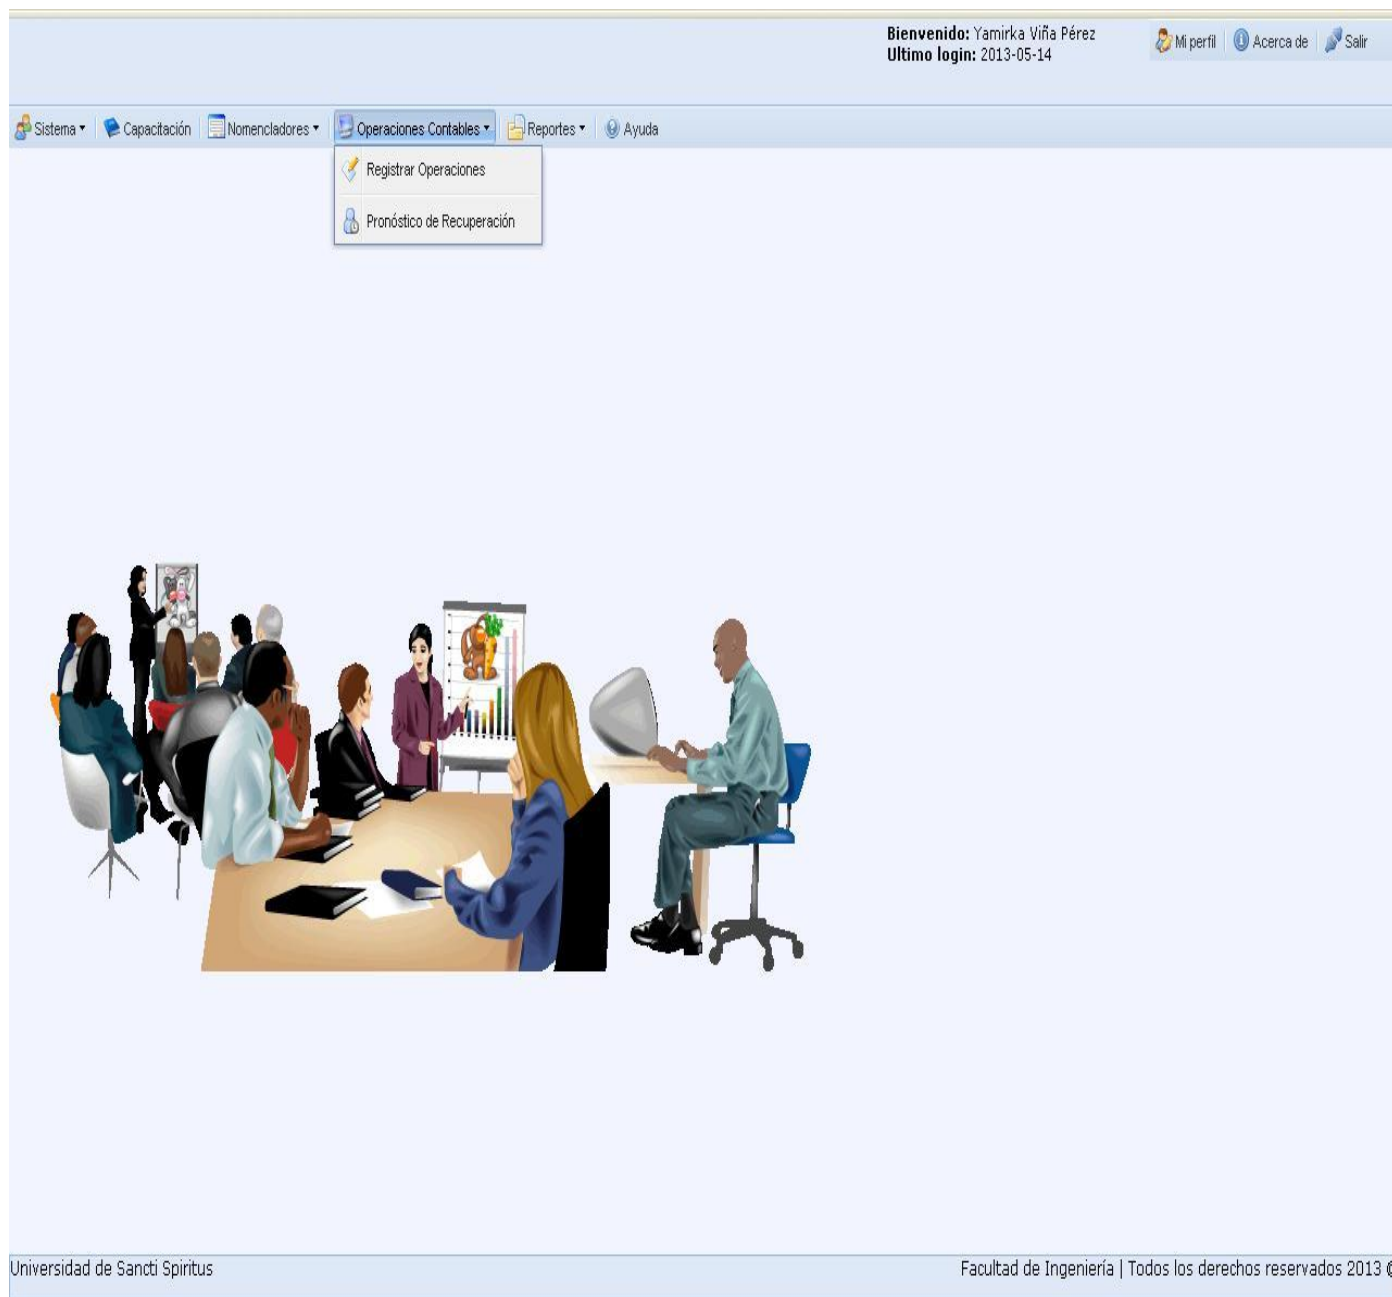 Bienvenido: Yamirka Viña Pérez
Ultimo login: 2013-05-14
Mi perfil Acerca de Salir
Sistema Capacitación Nomencladores Operaciones Contables Reportes Ayuda
Registrar Operaciones
Pronóstico de Recuperación
Universidad de Sancti Spiritus Facultad de Ingeniería | Todos los derechos reservados 2013 ©